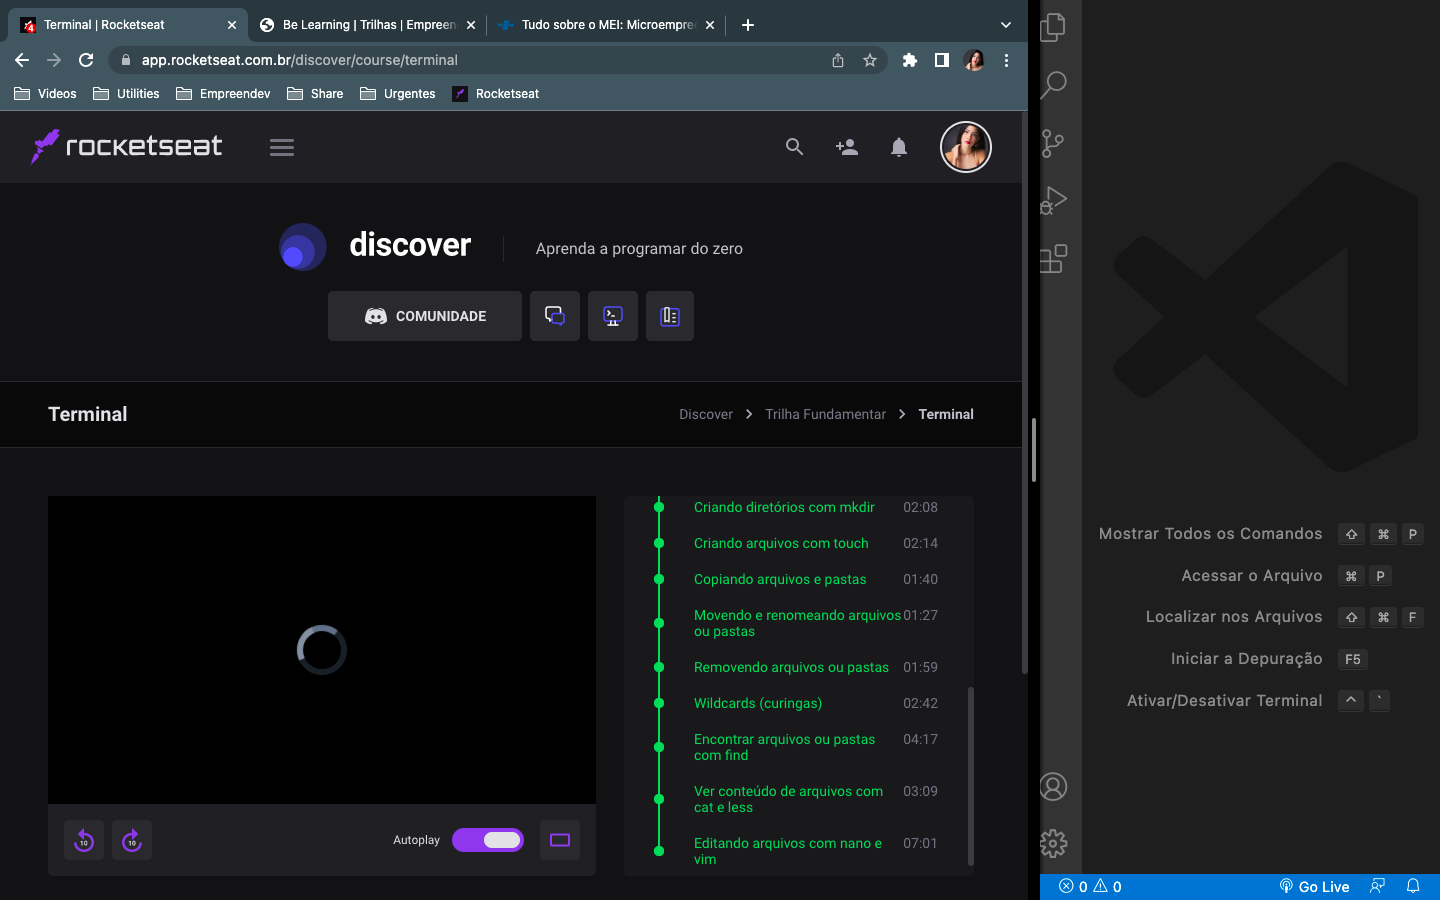 Terminal | Rocketseat
Be Learning | Trilhas | Empreen
Tudo sobre o MEI: Microempre
app.rocketseat.com.br/discover/course/terminal
Videos
Utilities
Empreendev
Share
Urgentes
Rocketseat
rocketseat
discover
Aprenda a programar do zero
COMUNIDADE
Terminal
Discover > Trilha Fundamentar > Terminal
Criando diretórios com mkdir 02:08
Criando arquivos com touch 02:14
Copiando arquivos e pastas 01:40
Movendo e renomeando arquivos 01:27
ou pastas
Removendo arquivos ou pastas 01:59
Wildcards (curingas) 02:42
Encontrar arquivos ou pastas 04:17
com find
Ver conteúdo de arquivos com 03:09
cat e less
Editando arquivos com nano e 07:01
vim
10
10
Autoplay
Mostrar Todos os Comandos ⇧ ⌘ P
Acessar o Arquivo ⌘ P
Localizar nos Arquivos ⇧ ⌘ F
Iniciar a Depuração F5
Ativar/Desativar Terminal ^ `
0 0
Go Live